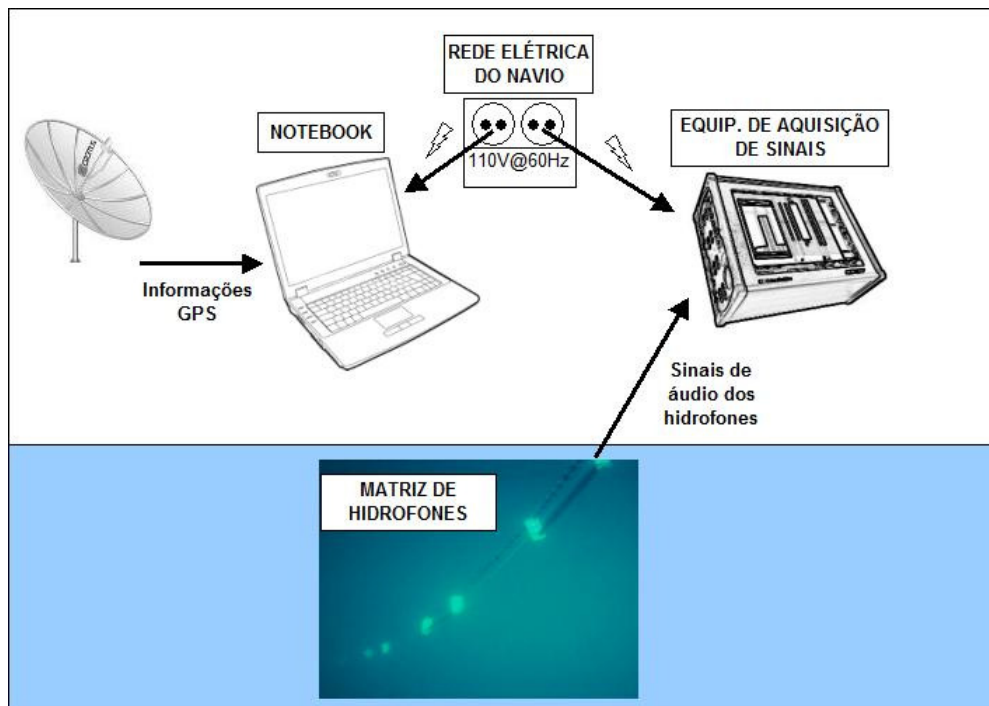 REDE ELÉTRICA
DO NAVIO
NOTEBOOK
EQUIP. DE AQUISIÇÃO
DE SINAIS
110V@60Hz
Informações
GPS
Sinais de
áudio dos
hidrofones
MATRIZ DE
HIDROFONES